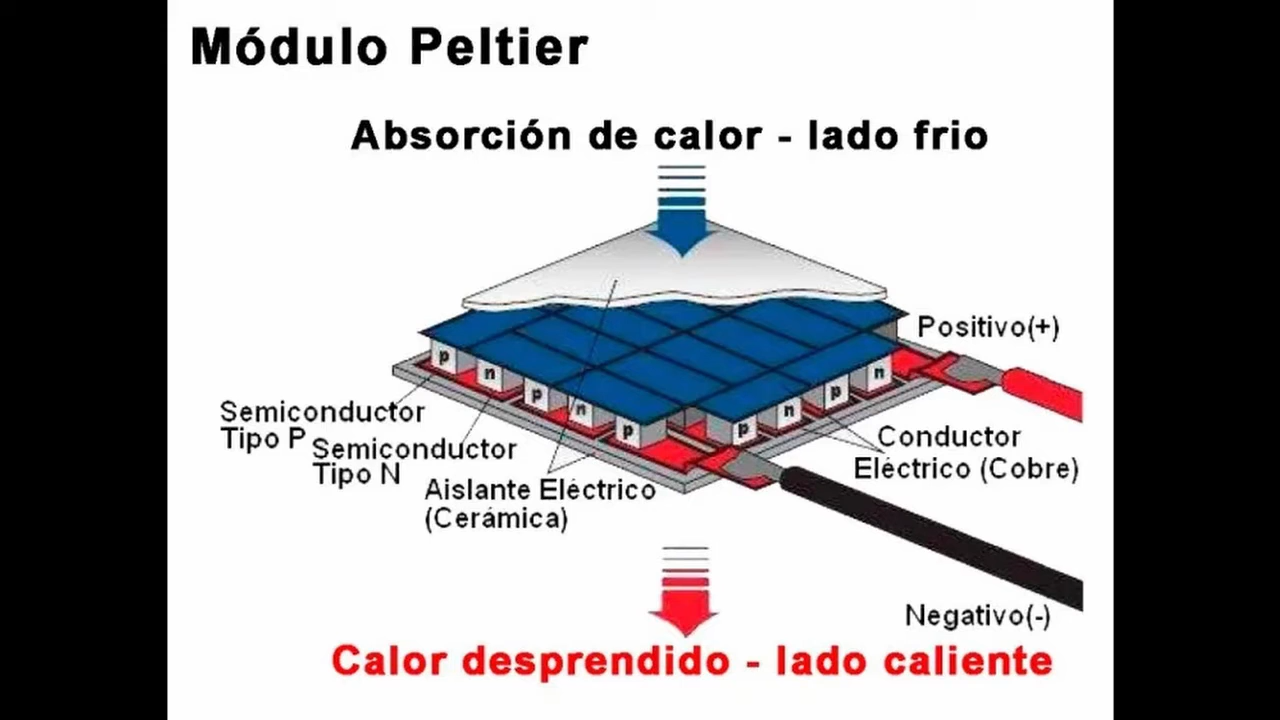 Módulo Peltier
Absorción de calor - lado frio
Positivo(+)
p
n
p
n
p
p
n
p
n
Semiconductor
Tipo P
Semiconductor
Tipo N
Aislante Eléctrico
(Cerámica)
Conductor
Eléctrico (Cobre)
Negativo(-)
Calor desprendido - lado caliente